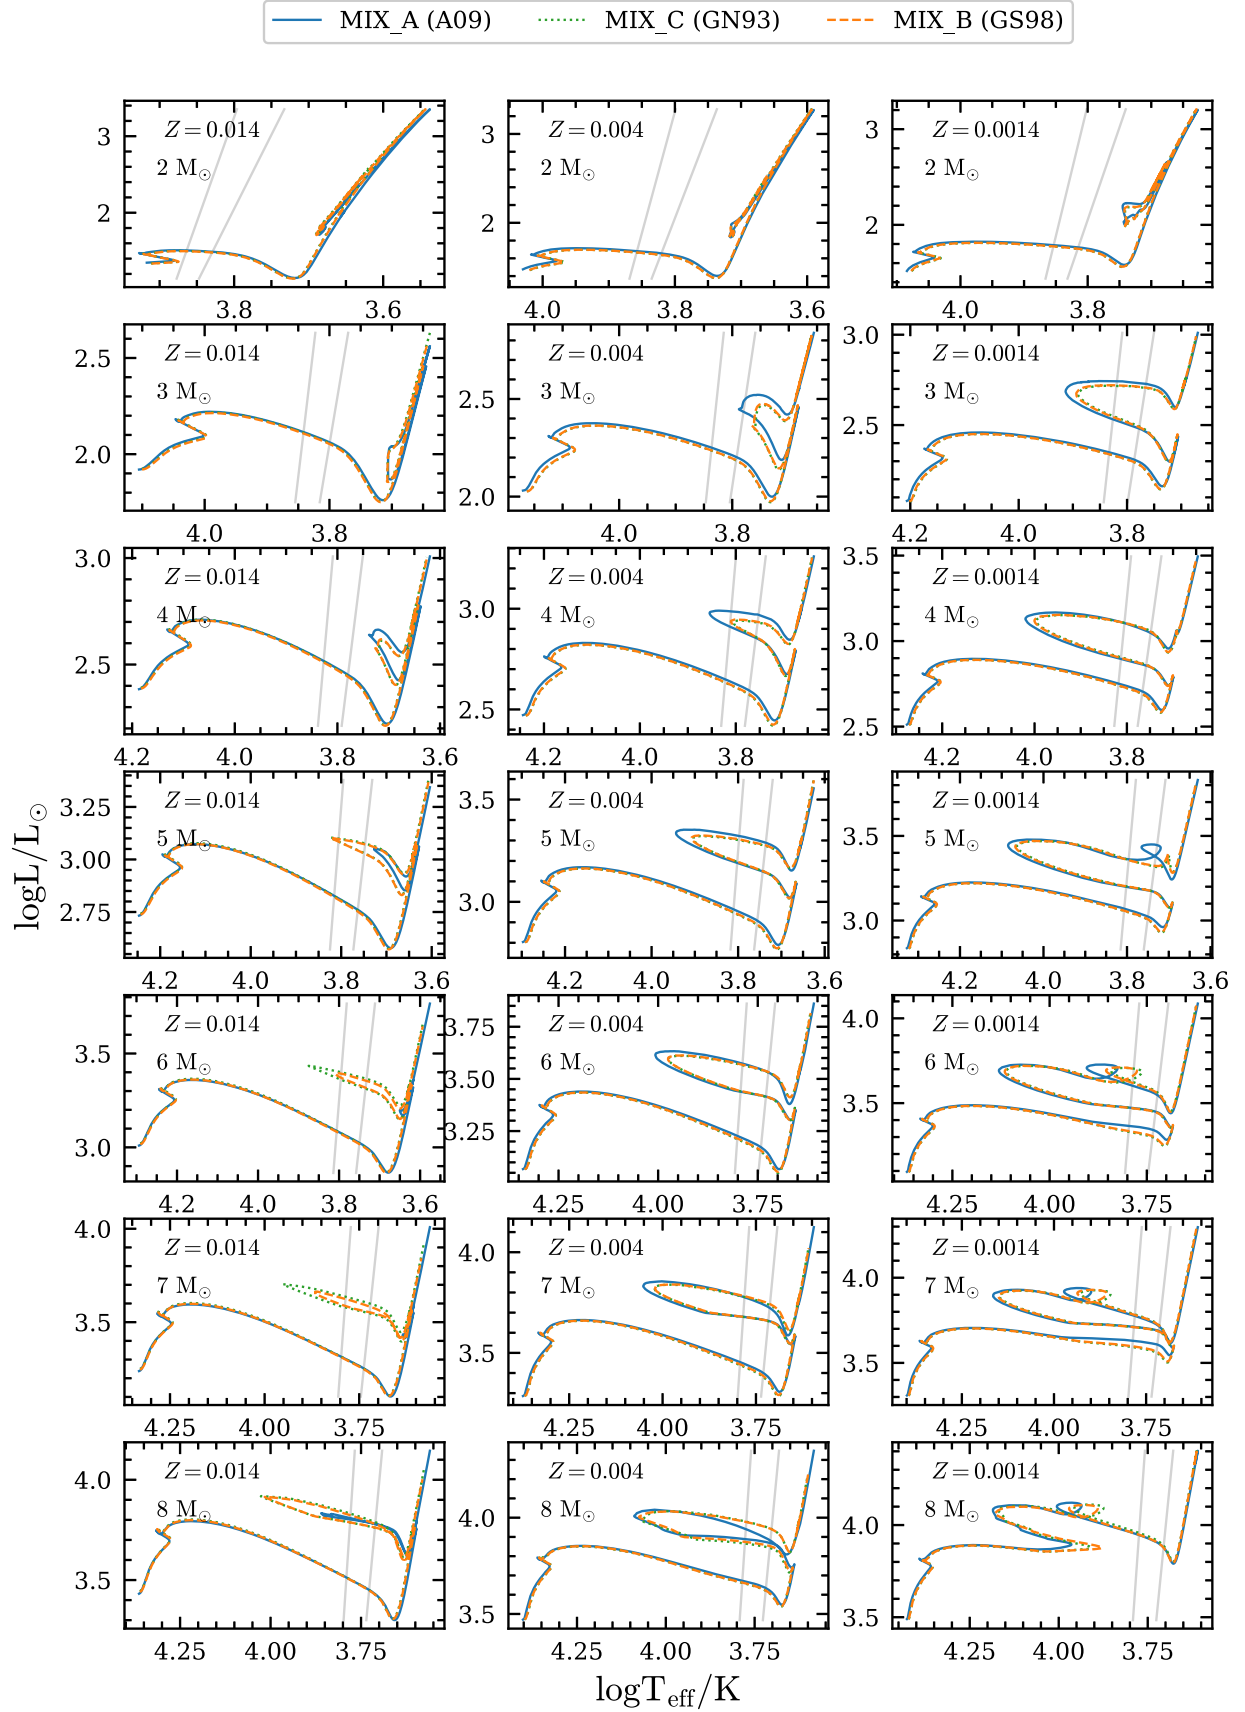 MIX_A (A09) MIX_C (GN93) MIX_B (GS98)
Z = 0.014 Z = 0.004 Z = 0.0014
3 3 3
2 M⊙ 2 M⊙ 2 M⊙
2 2 2
3.8 3.6 4.0 3.8 3.6 4.0 3.8
Z = 0.014 Z = 0.004 Z = 0.0014
2.5 2.5 3.0
3 M⊙ 3 M⊙ 3 M⊙
2.0 2.0 2.5
4.0 3.8 4.0 3.8 4.2 4.0 3.8
Z = 0.014 Z = 0.004 Z = 0.0014
3.0 3.0 3.5
4 M⊙ 4 M⊙ 4 M⊙
2.5 2.5 3.0
2.5
4.2 4.0 3.8 3.6 4.2 4.0 3.8 4.2 4.0 3.8
Z = 0.014 Z = 0.004 Z = 0.0014
3.25 3.5 3.5
5 M⊙ 5 M⊙ 5 M⊙
3.00 3.0 3.0
2.75
logL/L⊙
4.2 4.0 3.8 3.6 4.2 4.0 3.8 3.6 4.2 4.0 3.8 3.6
Z = 0.014 Z = 0.004 Z = 0.0014
3.5 3.75 4.0
6 M⊙ 6 M⊙ 6 M⊙
3.0 3.50 3.5
3.25
4.2 4.0 3.8 3.6 4.25 4.00 3.75 4.25 4.00 3.75
Z = 0.014 Z = 0.004 Z = 0.0014
4.0 4.0 4.0
7 M⊙ 7 M⊙ 7 M⊙
3.5 3.5 3.5
4.25 4.00 3.75 4.25 4.00 3.75 4.25 4.00 3.75
Z = 0.014 Z = 0.004 Z = 0.0014
4.0 4.0 4.0
8 M⊙ 8 M⊙ 8 M⊙
3.5 3.5 3.5
4.25 4.00 3.75 4.25 4.00 3.75 4.25 4.00 3.75
logTeff/K